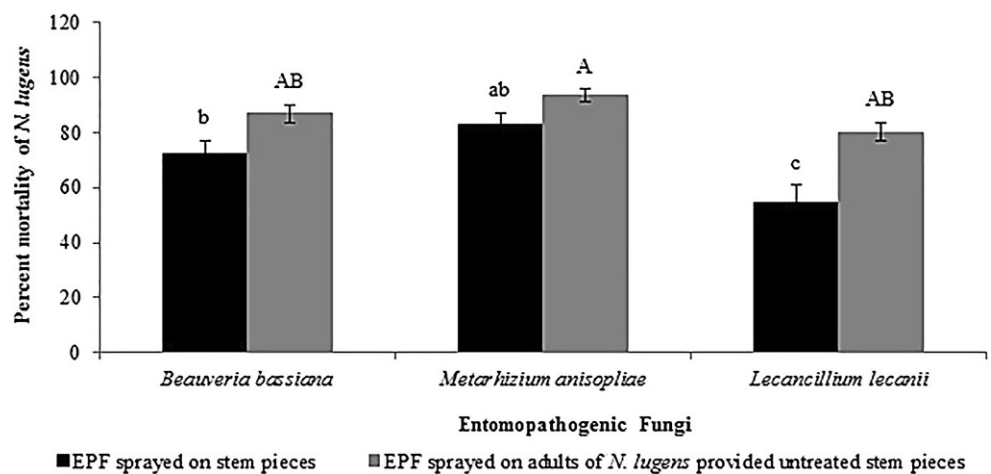 120
100
80
60
40
20
0
Percent mortality of N. lugens
b
AB
ab
A
c
AB
Beauveria bassiana
Metarhizium anisopliae
Lecancillium lecanii
Entomopathogenic Fungi
EPF sprayed on stem pieces
EPF sprayed on adults of N. lugens provided untreated stem pieces